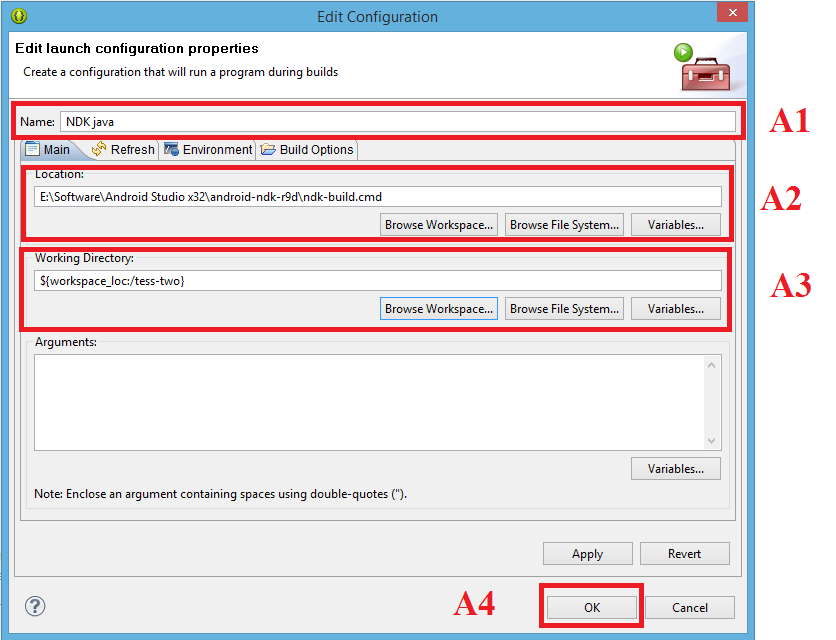 Edit Configuration
Edit launch configuration properties
Create a configuration that will run a program during builds
Name: NDK java
A1
Main Refresh Environment Build Options
Location:
E:\Software\Android Studio x32\android-ndk-r9d\ndk-build.cmd
A2
Browse Workspace... Browse File System... Variables...
Working Directory:
${workspace_loc:/tess-two}
A3
Browse Workspace... Browse File System... Variables...
Arguments:
Variables...
Note: Enclose an argument containing spaces using double-quotes (").
Apply Revert
A4
OK Cancel